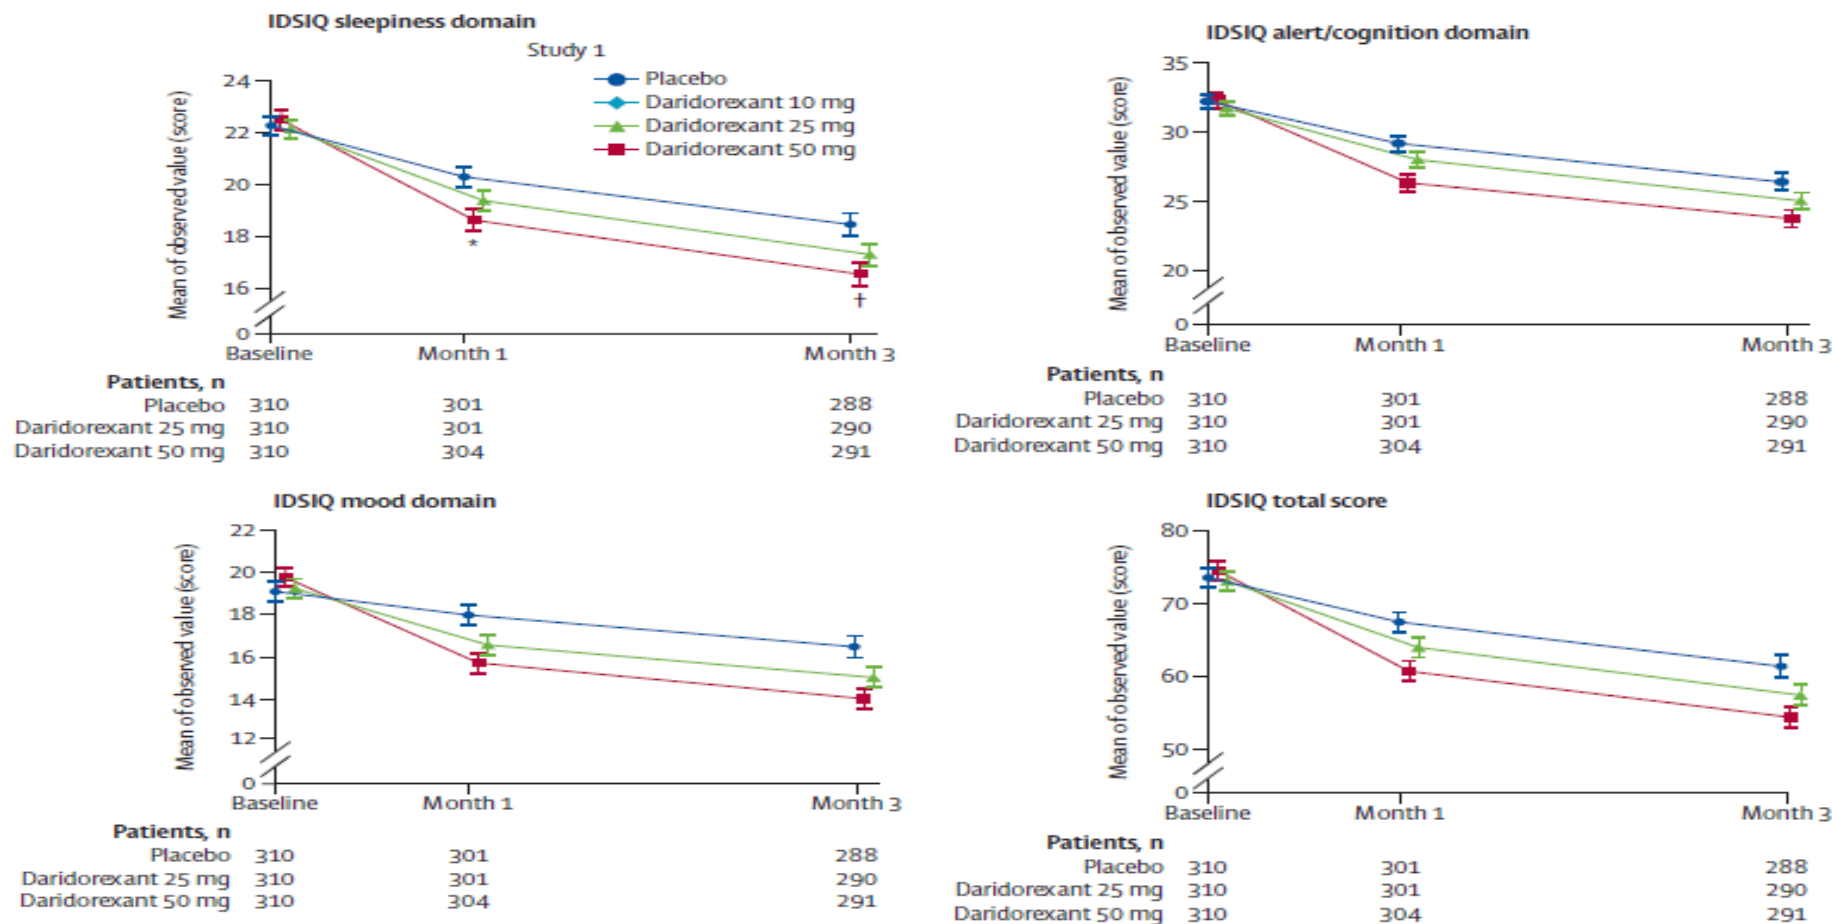 IDSIQ sleepiness domain
Study 1
Placebo
Daridorexant 10 mg
Daridorexant 25 mg
Daridorexant 50 mg
Mean of observed value (score)
24
22
20
18
16
0
*
†
Baseline Month 1 Month 3
Patients, n
Placebo 310 301 288
Daridorexant 25 mg 310 301 290
Daridorexant 50 mg 310 304 291
IDSIQ alert/cognition domain
Mean of observed value (score)
35
30
25
20
0
Baseline Month 1 Month 3
Patients, n
Placebo 310 301 288
Daridorexant 25 mg 310 301 290
Daridorexant 50 mg 310 304 291
IDSIQ mood domain
Mean of observed value (score)
22
20
18
16
14
12
0
Baseline Month 1 Month 3
Patients, n
Placebo 310 301 288
Daridorexant 25 mg 310 301 290
Daridorexant 50 mg 310 304 291
IDSIQ total score
Mean of observed value (score)
80
70
60
50
0
Baseline Month 1 Month 3
Patients, n
Placebo 310 301 288
Daridorexant 25 mg 310 301 290
Daridorexant 50 mg 310 304 291